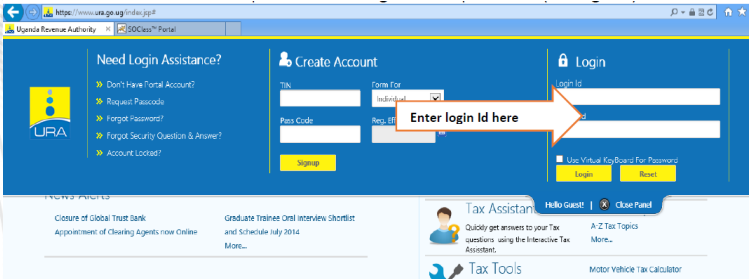 https://www.ura.go.ug/index.jsp#
Uganda Revenue Authority
SOClass™ Portal
URA
Need Login Assistance?
Don't Have Portal Account?
Request Passcode
Forgot Password?
Forgot Security Question & Answer?
Account Locked?
Create Account
TIN
Form For
Individual
Pass Code
Reg. Eff
Signup
Login
Login Id
Enter login Id here
Use Virtual KeyBoard For Password
Login Reset
Hello Guest! | Close Panel
News Alerts
Closure of Global Trust Bank
Appointment of Clearing Agents now Online
Graduate Trainee Oral Interview Shortlist
and Schedule July 2014
More...
Tax Assistan
Quickly get answers to your Tax
questions using the Interactive Tax
Assisstant.
A-Z Tax Topics
More...
Tax Tools
Motor Vehicle Tax Calculator